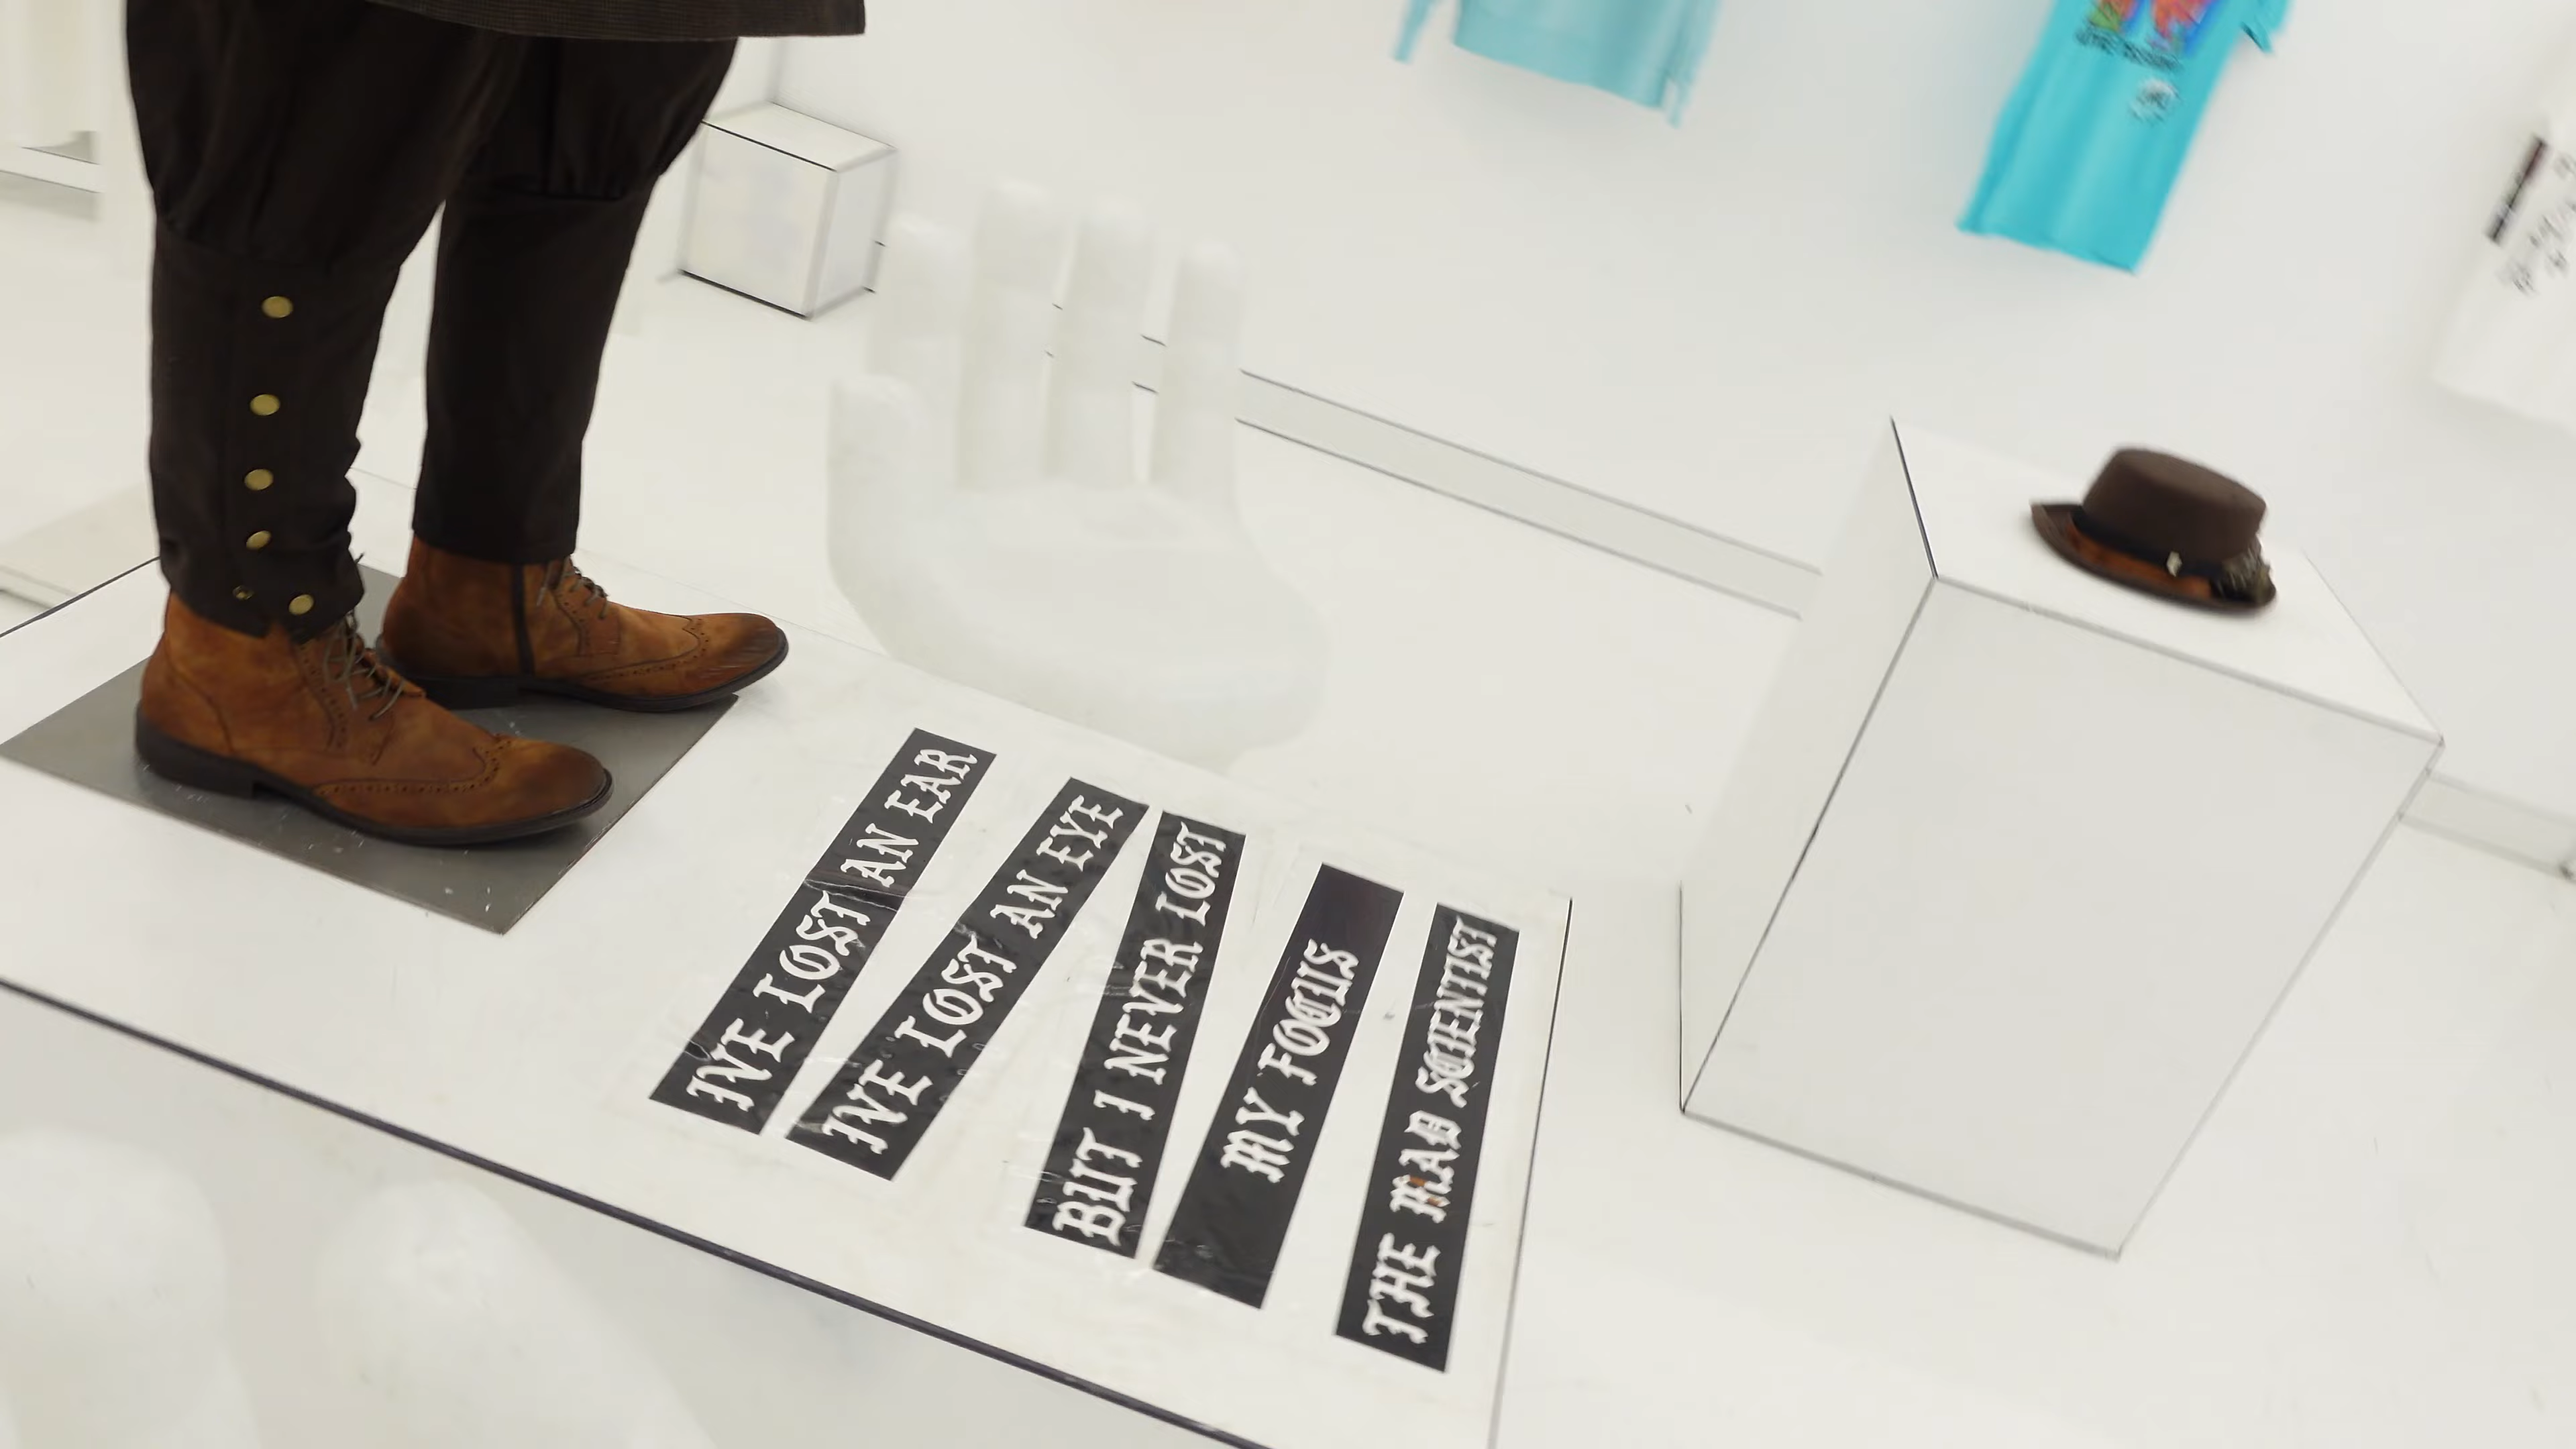 IVE LOST AN EAR
IVE LOST AN EYE
BUT I NEVER LOST
MY FOCUS
THE MAD SCIENTIST